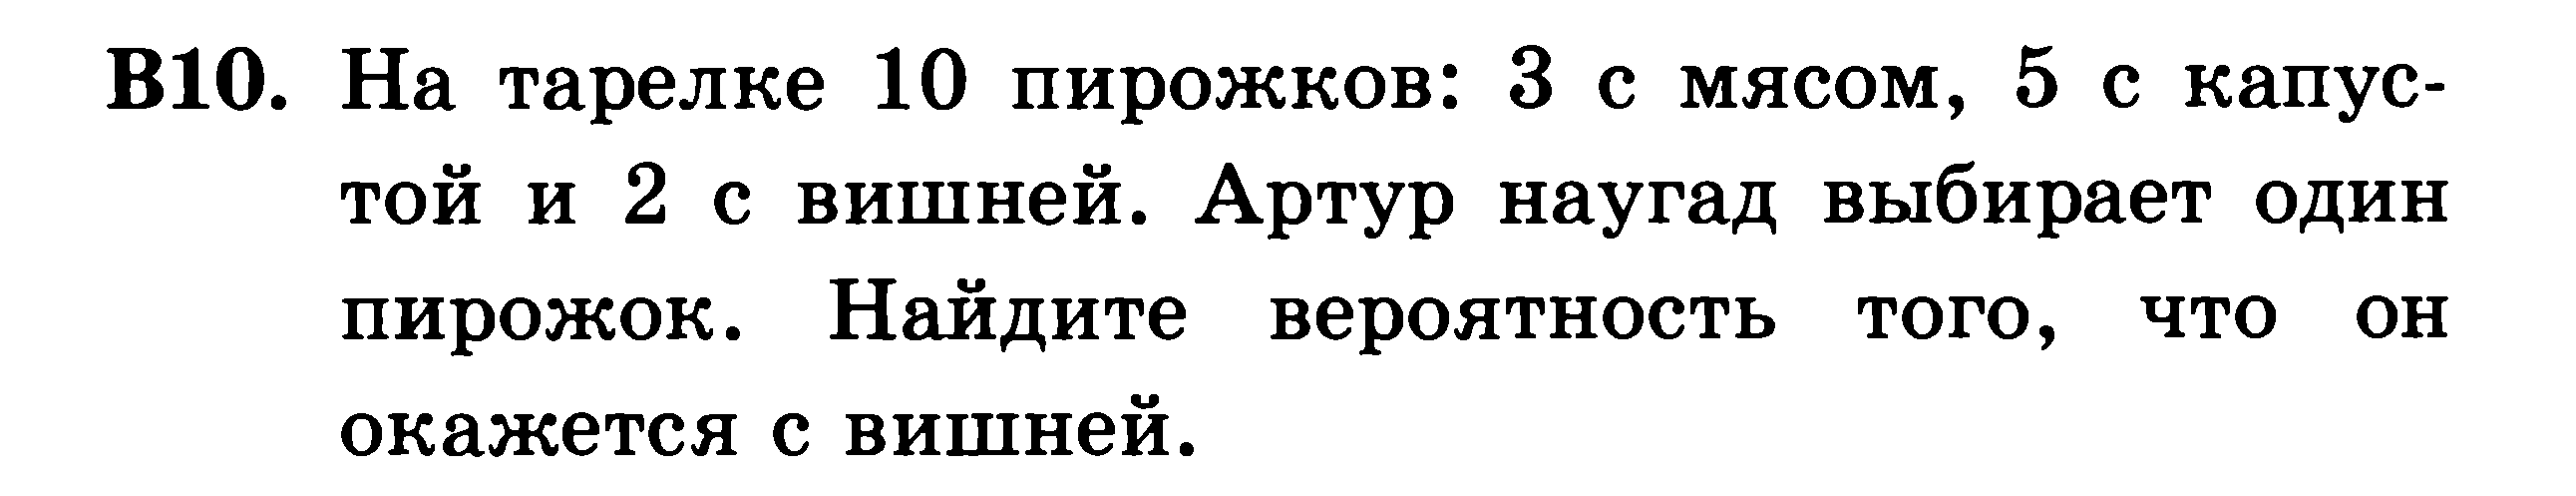 В10. На тарелке 10 пирожков: 3 с мясом, 5 с капус-
той и 2 с вишней. Артур наугад выбирает один
пирожок. Найдите вероятность того, что он
окажется с вишней.